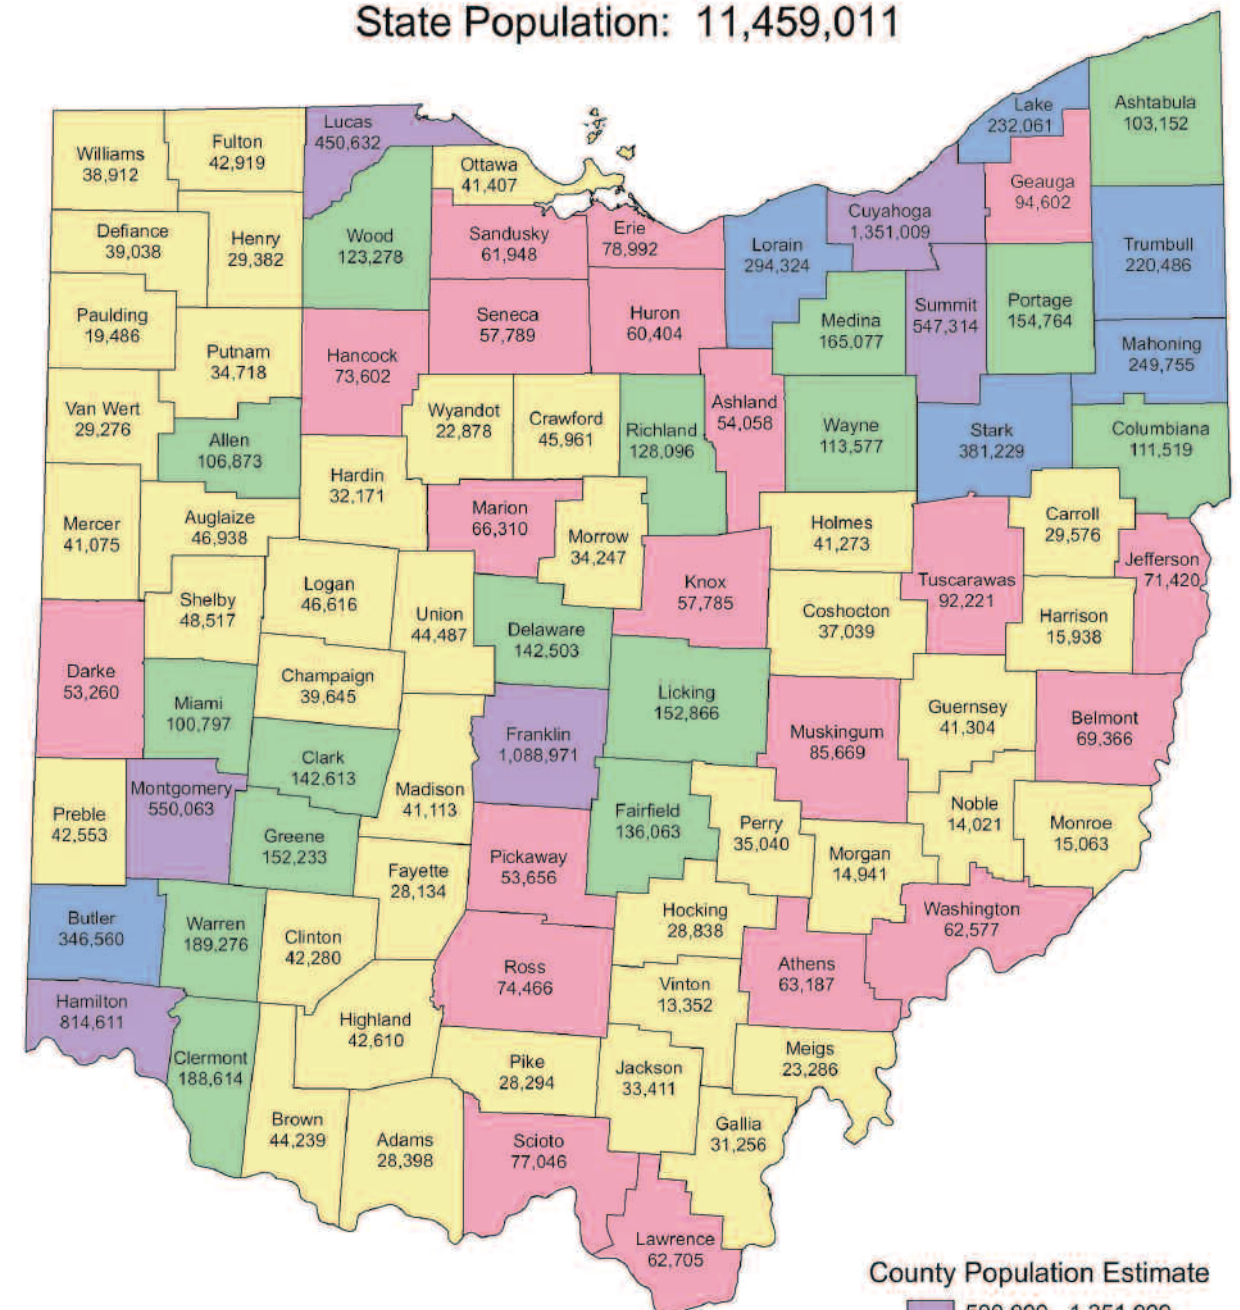 State Population: 11,459,011
Williams
38,912
Fulton
42,919
Lucas
450,632
Ottawa
41,407
Lake
232,061
Ashtabula
103,152
Geauga
94,602
Cuyahoga
1,351,009
Defiance
39,038
Henry
29,382
Wood
123,278
Sandusky
61,948
Erie
78,992
Lorain
294,324
Trumbull
220,486
Paulding
19,486
Putnam
34,718
Hancock
73,602
Seneca
57,789
Huron
60,404
Medina
165,077
Summit
547,314
Portage
154,764
Mahoning
249,755
Van Wert
29,276
Allen
106,873
Wyandot
22,878
Crawford
45,961
Richland
128,096
Ashland
54,058
Wayne
113,577
Stark
381,229
Columbiana
111,519
Mercer
41,075
Auglaize
46,938
Hardin
32,171
Marion
66,310
Morrow
34,247
Holmes
41,273
Carroll
29,576
Jefferson
71,420
Shelby
48,517
Logan
46,616
Union
44,487
Knox
57,785
Coshocton
37,039
Tuscarawas
92,221
Harrison
15,938
Delaware
142,503
Darke
53,260
Miami
100,797
Champaign
39,645
Licking
152,866
Muskingum
85,669
Guernsey
41,304
Belmont
69,366
Clark
142,613
Franklin
1,088,971
Madison
41,113
Preble
42,553
Montgomery
550,063
Greene
152,233
Fairfield
136,063
Perry
35,040
Morgan
14,941
Noble
14,021
Monroe
15,063
Fayette
28,134
Pickaway
53,656
Hocking
28,838
Washington
62,577
Butler
346,560
Warren
189,276
Clinton
42,280
Ross
74,466
Vinton
13,352
Athens
63,187
Hamilton
814,611
Clermont
188,614
Highland
42,610
Pike
28,294
Jackson
33,411
Meigs
23,286
Brown
44,239
Adams
28,398
Scioto
77,046
Gallia
31,256
Lawrence
62,705
County Population Estimate